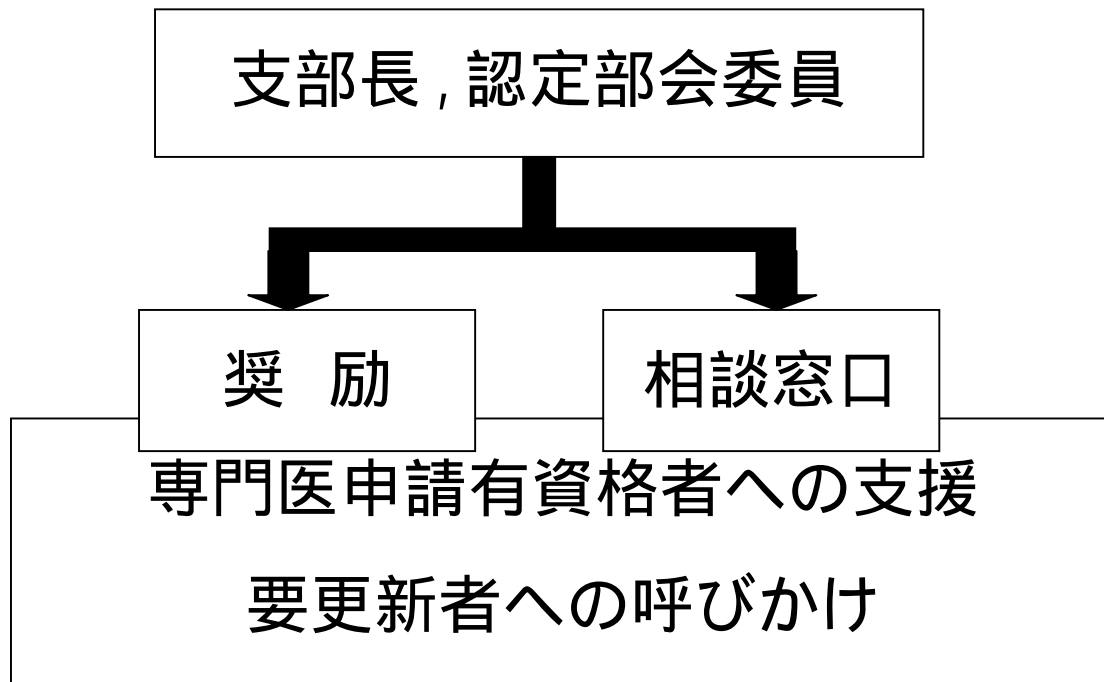 支部長,認定部会委員
奨 励
相談窓口
専門医申請有資格者への支援
要更新者への呼びかけ